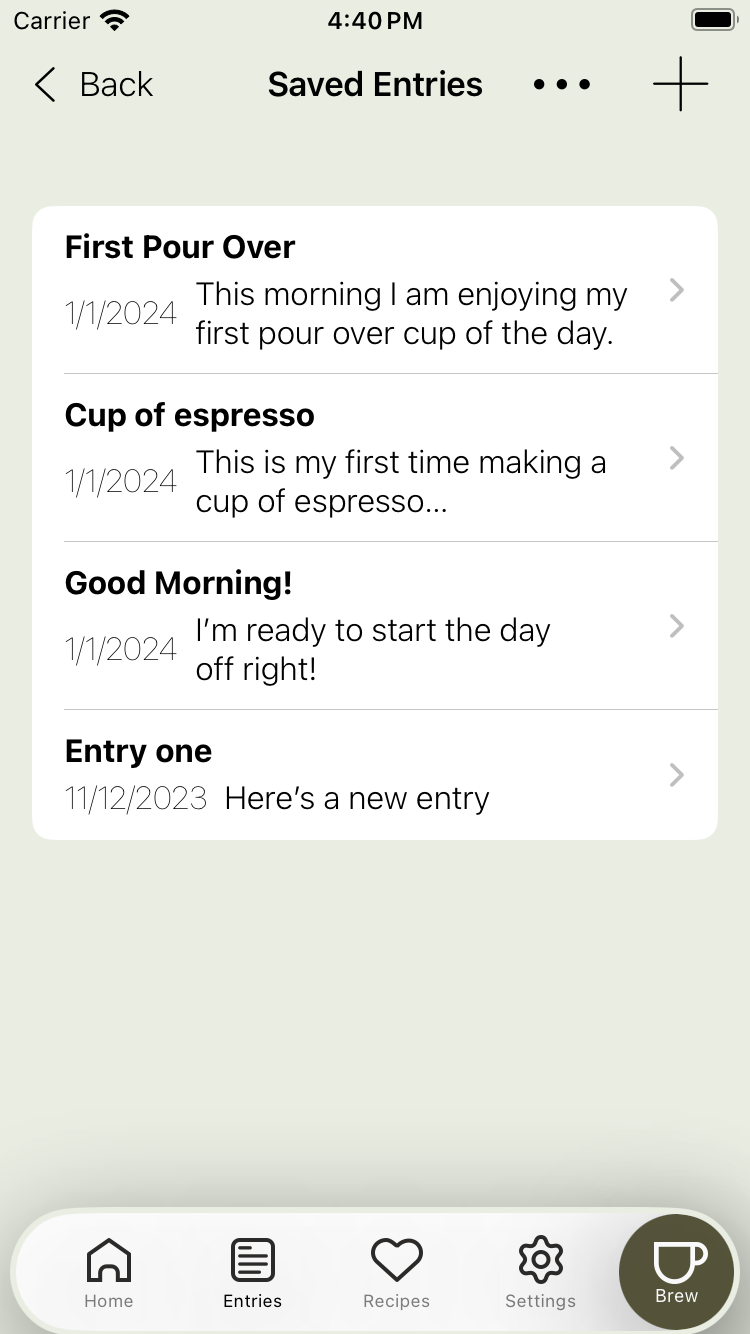 Carrier 4:40 PM
Back Saved Entries
First Pour Over
1/1/2024 This morning I am enjoying my
first pour over cup of the day.
Cup of espresso
1/1/2024 This is my first time making a
cup of espresso...
Good Morning!
1/1/2024 I'm ready to start the day
off right!
Entry one
11/12/2023 Here's a new entry
Home Entries Recipes Settings Brew